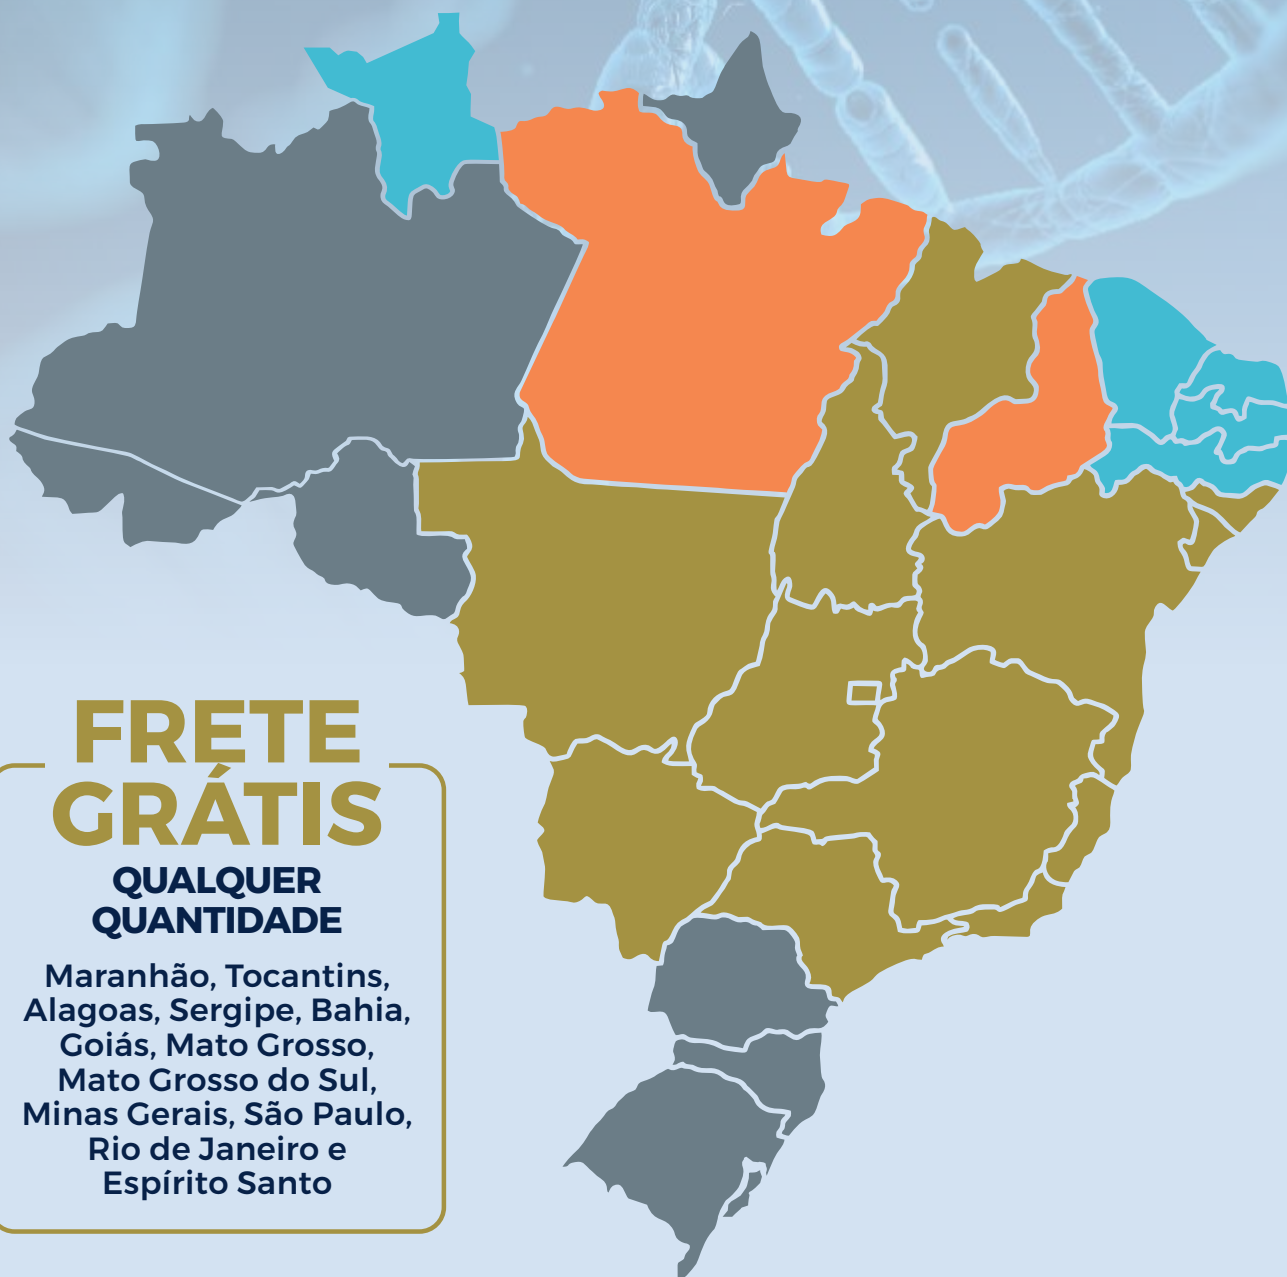 FRETE
GRÁTIS
QUALQUER
QUANTIDADE
Maranhão, Tocantins,
Alagoas, Sergipe, Bahia,
Goiás, Mato Grosso,
Mato Grosso do Sul,
Minas Gerais, São Paulo,
Rio de Janeiro e
Espírito Santo